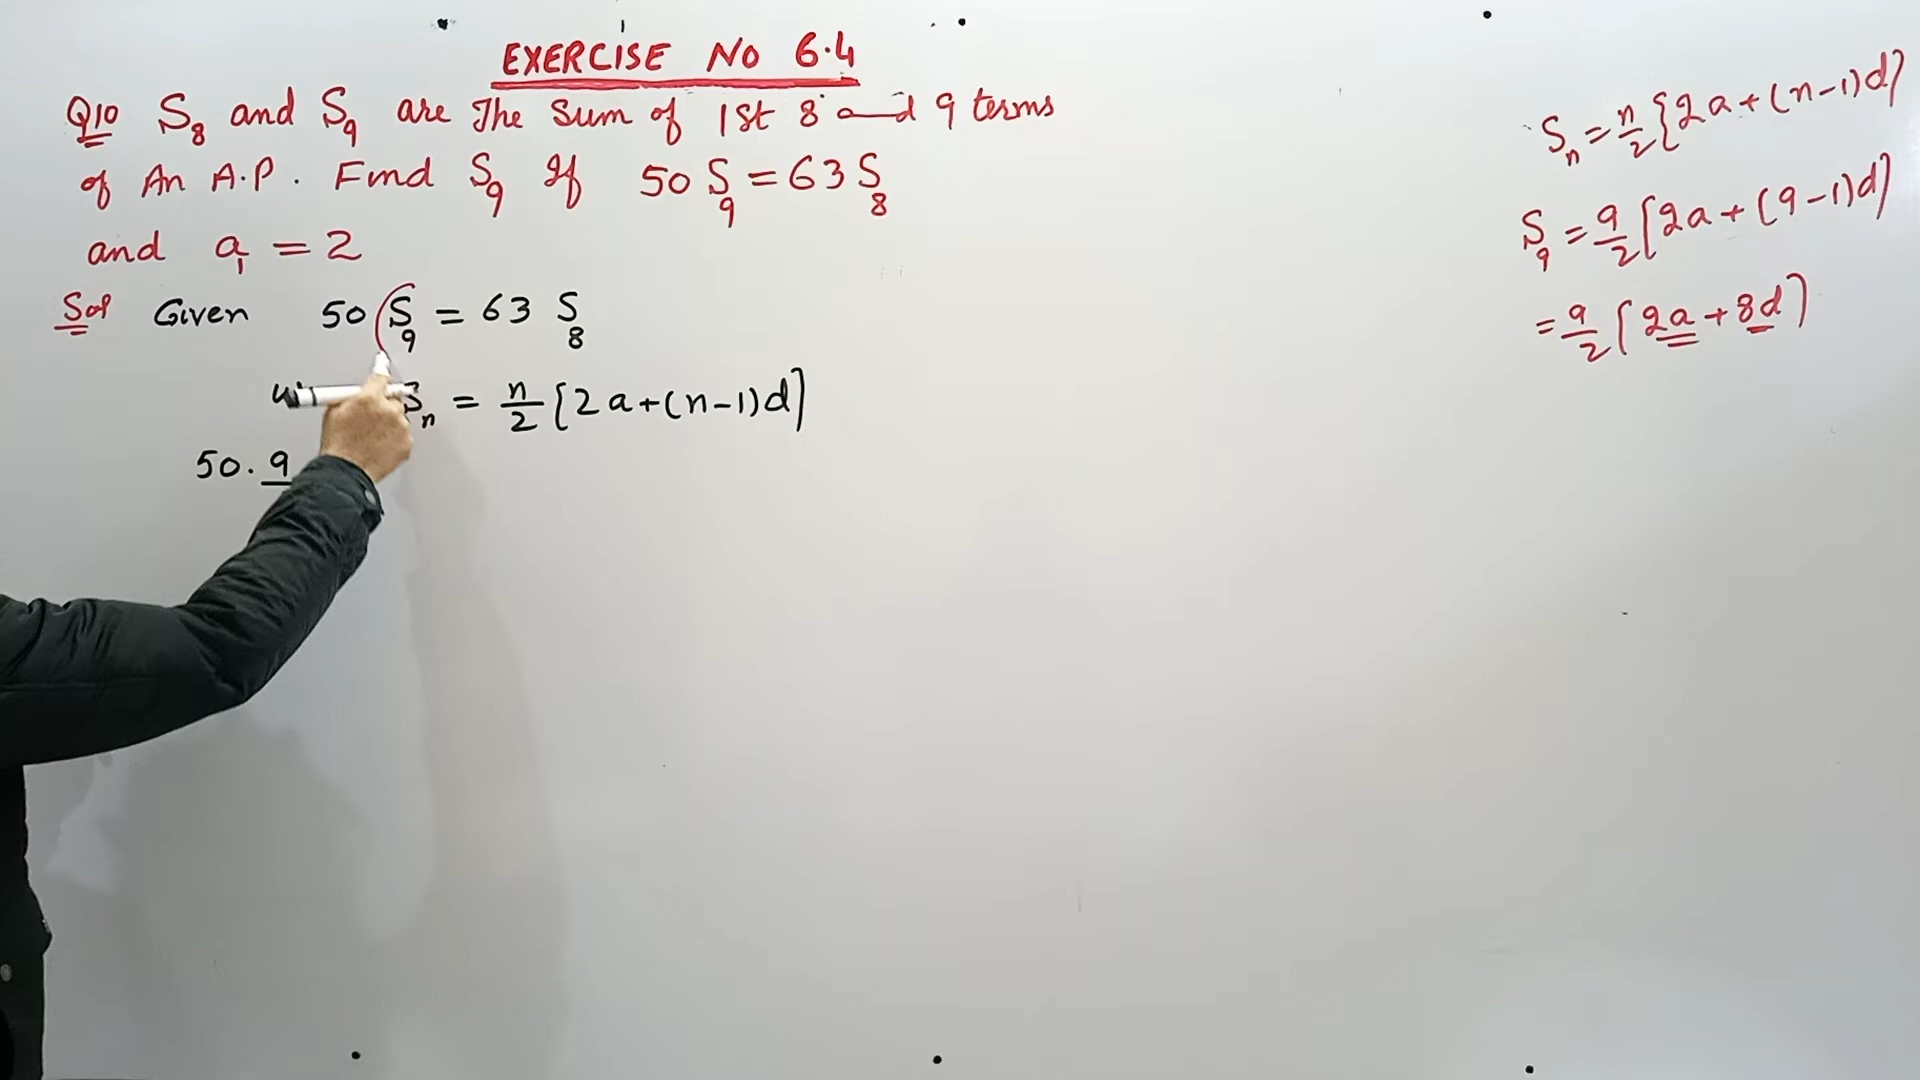 EXERCISE NO 6.4
Q10 S8 and S9 are The Sum of 1st 8 and 9 terms
of An A.P. Find S9 If 50 S9 = 63 S8
and a1 = 2
Sol Given 50 S9 = 63 S8
Sn = n/2 [2a+(n-1)d]
50. 9
Sn = n/2 {2a+(n-1)d}
S9 = 9/2 [2a+(9-1)d]
= 9/2 [2a+8d]